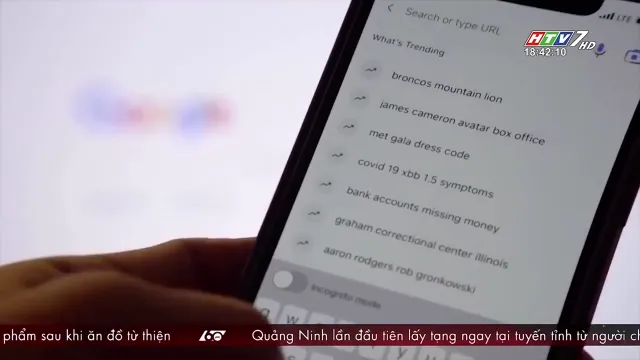 Search or type URL
LTE
HTV7 HD
18:42:10
What's Trending
broncos mountain lion
james cameron avatar box office
met gala dress code
covid 19 xbb 1.5 symptoms
bank accounts missing money
graham correctional center illinois
aaron rodgers rob gronkowski
Incognito mode
Google
w
y
phẩm sau khi ăn đồ từ thiện
60
Quảng Ninh lần đầu tiên lấy tạng ngay tại tuyến tỉnh từ người c